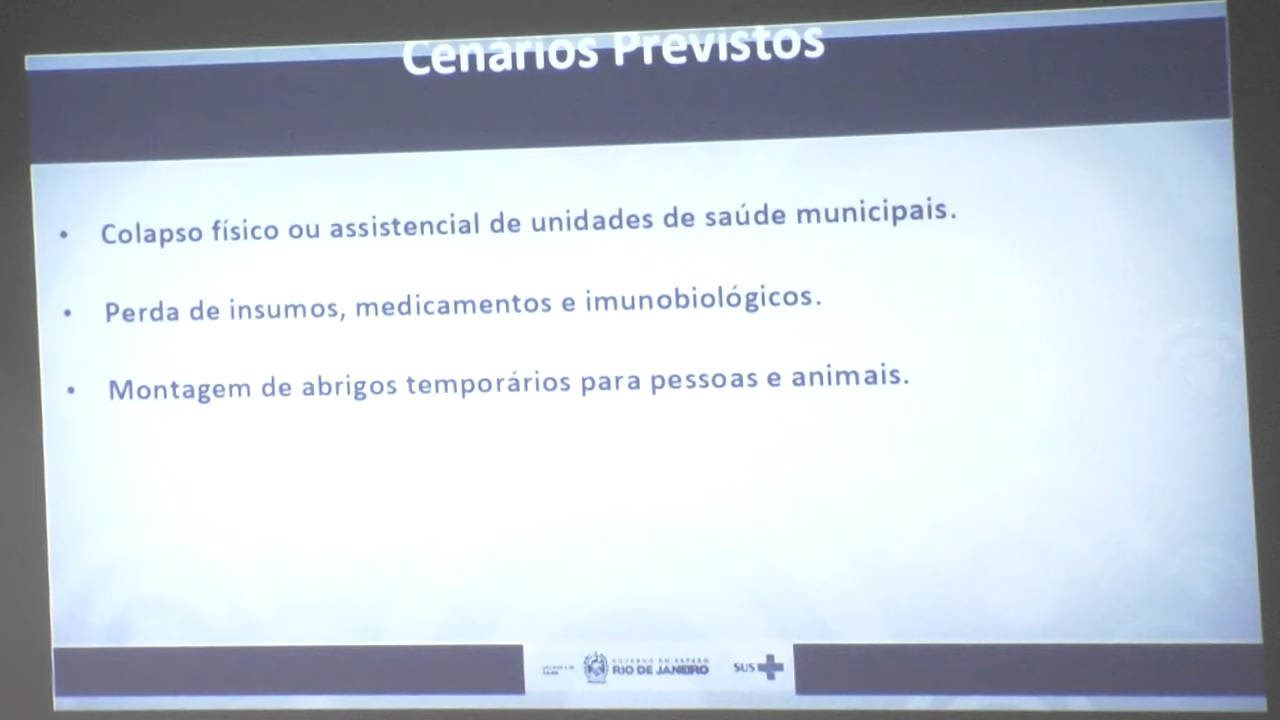 Cenários Previstos
• Colapso físico ou assistencial de unidades de saúde municipais.
• Perda de insumos, medicamentos e imunobiológicos.
• Montagem de abrigos temporários para pessoas e animais.
GOVERNO DO ESTADO
RIO DE JANEIRO
SUS